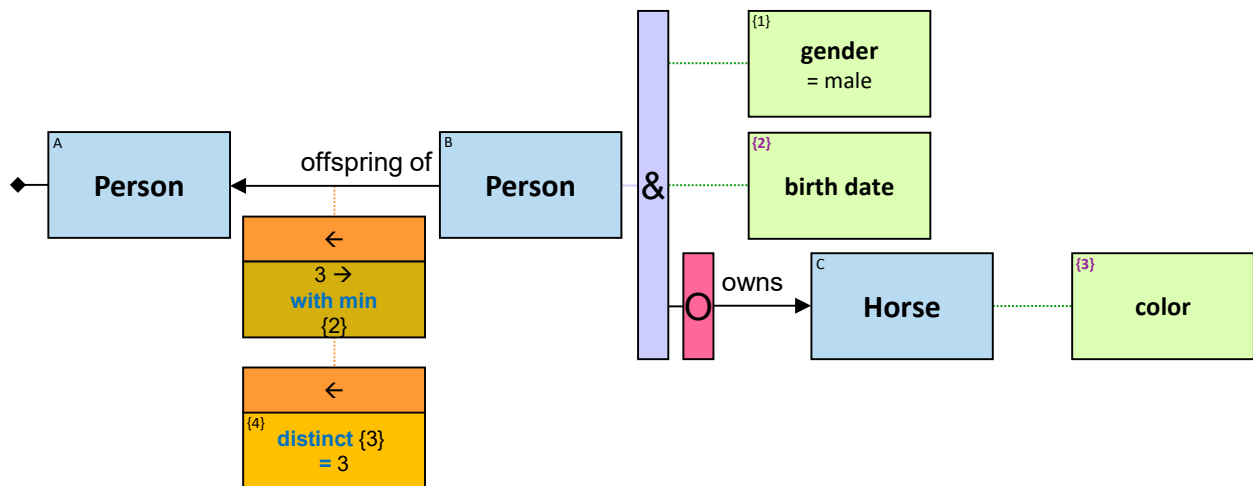 A
Person
offspring of
←
3 →
with min
{2}
←
{4}
distinct {3}
= 3
B
Person
&
{1}
gender
= male
{2}
birth date
O
owns
C
Horse
{3}
color